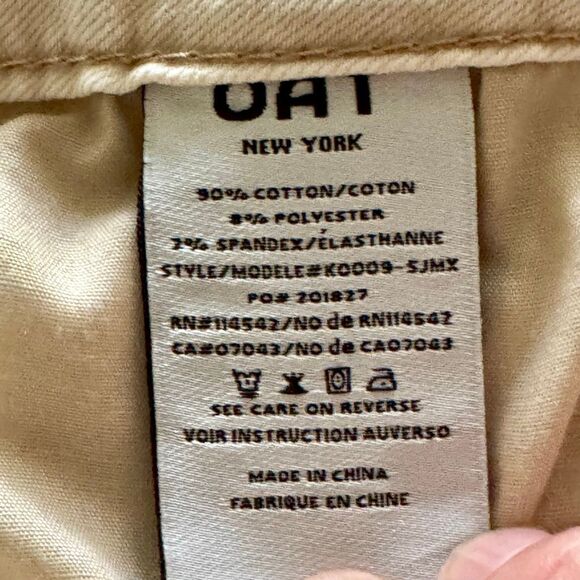 OAT
NEW YORK
90% COTTON/COTON
8% POLYESTER
2% SPANDEX/ÉLASTHANNE
STYLE/MODELE#K0009-5JMX
PO# 201827
RN#114542/NO de RN114542
CA#07043/NO de CA07043
SEE CARE ON REVERSE
VOIR INSTRUCTION AUVERSO
MADE IN CHINA
FABRIQUE EN CHINE